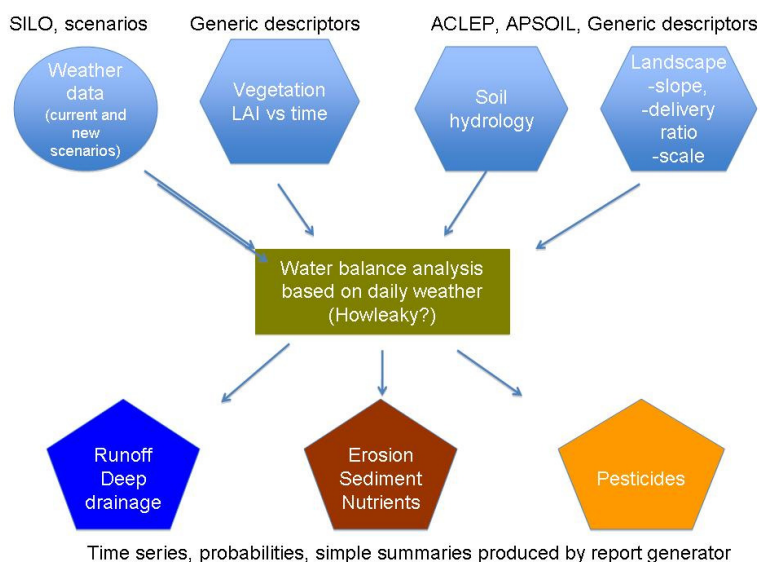 SILO, scenarios
Generic descriptors
ACLEP, APSOIL, Generic descriptors
Weather
data
(current and
new
scenarios)
Vegetation
LAI vs time
Soil
hydrology
Landscape
-slope,
-delivery
ratio
-scale
Water balance analysis
based on daily weather
(Howleaky?)
Runoff
Deep
drainage
Erosion
Sediment
Nutrients
Pesticides
Time series, probabilities, simple summaries produced by report generator